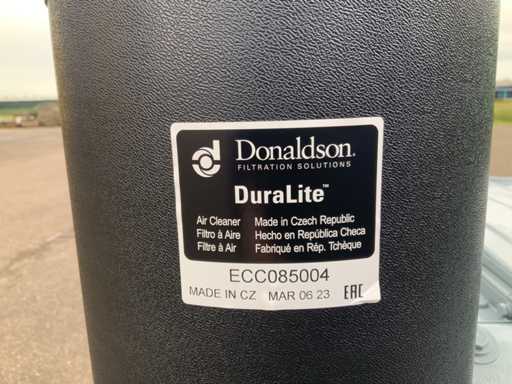 Donaldson.
FILTRATION SOLUTIONS
DuraLite™
Air Cleaner Made in Czech Republic
Filtro à Aire Hecho en República Checa
Filtre à Air Fabriqué en Rép. Tchèque
ECC085004
MADE IN CZ MAR 06 23 EAC